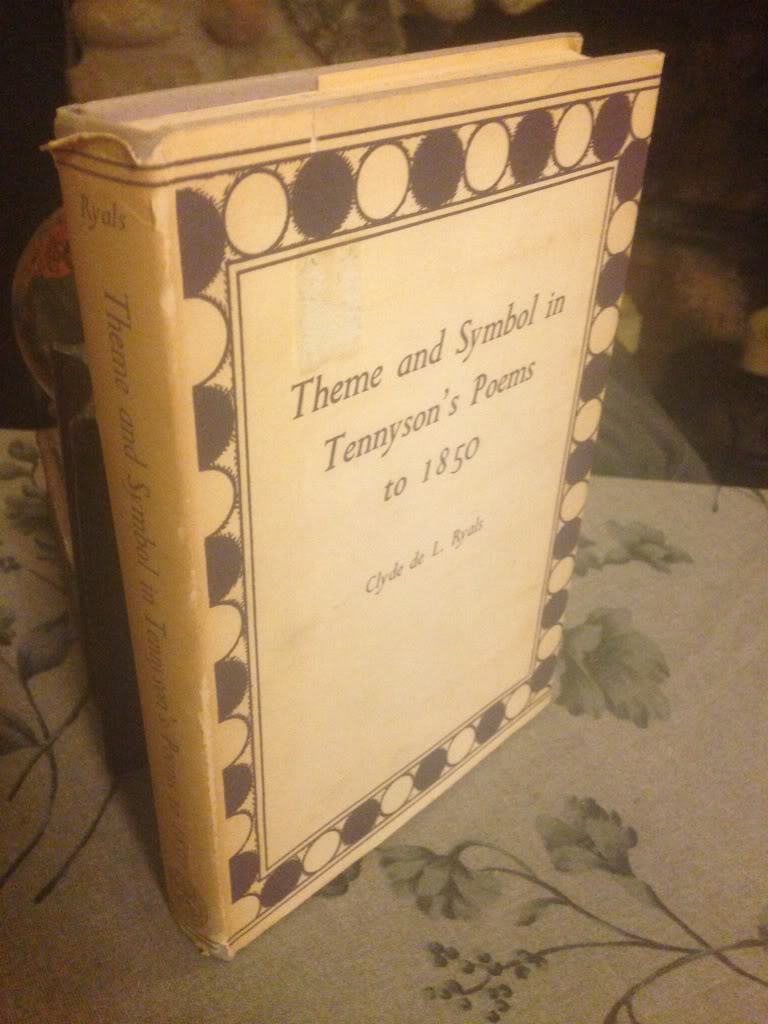 Theme and Symbol in
Tennyson's Poems
to 1850
Clyde de L. Ryals
Ryals
Theme and Symbol in Tennyson's Poems to 1850